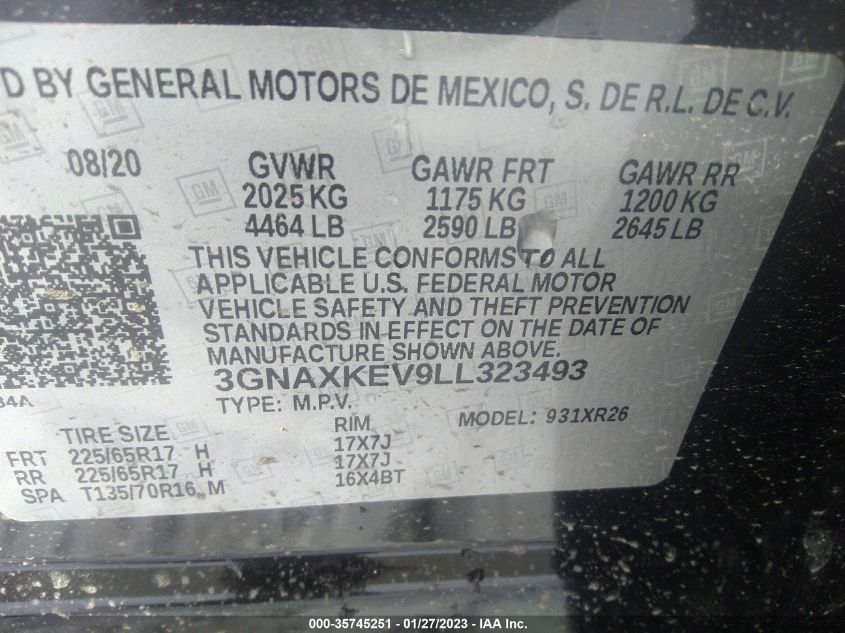 D BY GENERAL MOTORS DE MEXICO, S. DE R.L. DE C.V.
08/20 GVWR GAWR FRT GAWR RR
2025 KG 1175 KG 1200 KG
4464 LB 2590 LB 2645 LB
THIS VEHICLE CONFORMS TO ALL
APPLICABLE U.S. FEDERAL MOTOR
VEHICLE SAFETY AND THEFT PREVENTION
STANDARDS IN EFFECT ON THE DATE OF
MANUFACTURE SHOWN ABOVE.
3GNAXKEV9LL323493
34A TYPE: M.P.V. MODEL: 931XR26
TIRE SIZE RIM
FRT 225/65R17 H 17X7J
RR 225/65R17 H 17X7J
SPA T135/70R16 M 16X4BT
GM
000-35745251 - 01/27/2023 - IAA Inc.